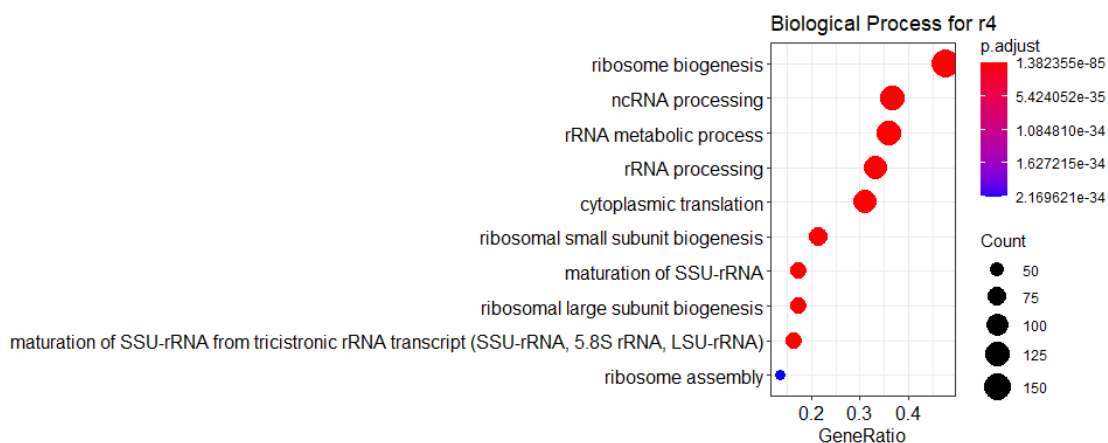 Biological Process for r4
ribosome biogenesis
ncRNA processing
rRNA metabolic process
rRNA processing
cytoplasmic translation
ribosomal small subunit biogenesis
maturation of SSU-rRNA
ribosomal large subunit biogenesis
maturation of SSU-rRNA from tricistronic rRNA transcript (SSU-rRNA, 5.8S rRNA, LSU-rRNA)
ribosome assembly
0.2 0.3 0.4
GeneRatio
p.adjust
1.382355e-85
5.424052e-35
1.084810e-34
1.627215e-34
2.169621e-34
Count
50
75
100
125
150